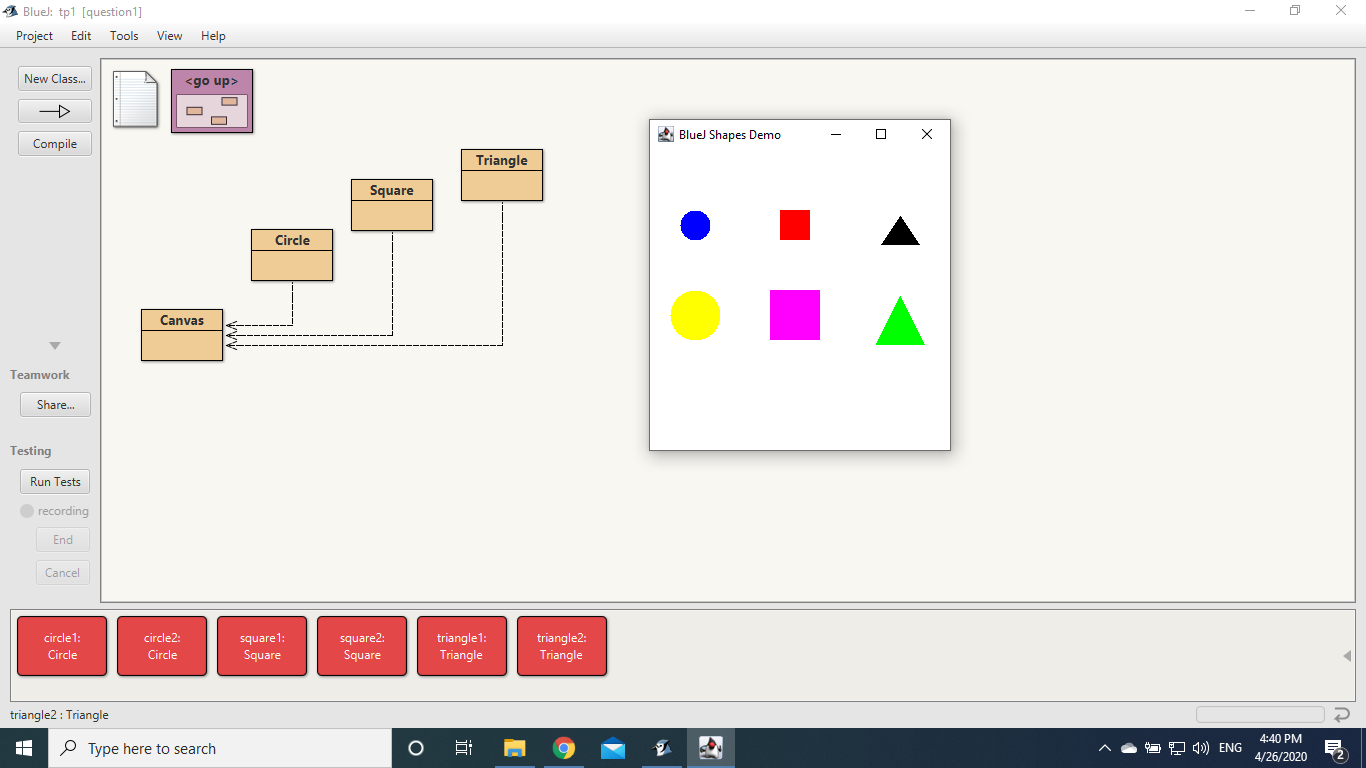 BlueJ:  tp1  [question1]
Project Edit Tools View Help
New Class...
Compile
<go up>
Triangle
Square
Circle
Canvas
BlueJ Shapes Demo
Teamwork
Share...
Testing
Run Tests
recording
End
Cancel
circle1:
Circle
circle2:
Circle
square1:
Square
square2:
Square
triangle1:
Triangle
triangle2:
Triangle
triangle2 : Triangle
Type here to search
ENG
4:40 PM
4/26/2020
2